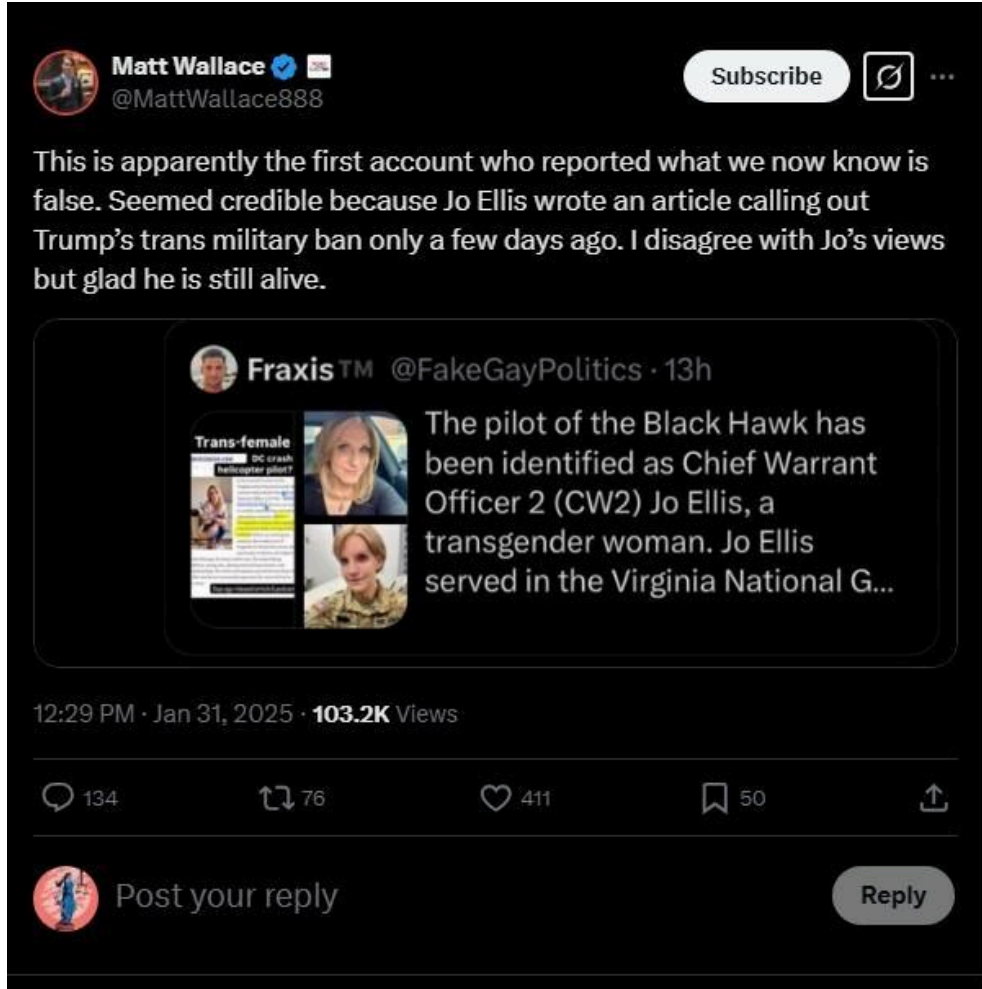 Matt Wallace
@MattWallace888
Subscribe
This is apparently the first account who reported what we now know is
false. Seemed credible because Jo Ellis wrote an article calling out
Trump's trans military ban only a few days ago. I disagree with Jo's views
but glad he is still alive.
Fraxis™ @FakeGayPolitics · 13h
Trans-female
DC crash
helicopter pilot?
The pilot of the Black Hawk has
been identified as Chief Warrant
Officer 2 (CW2) Jo Ellis, a
transgender woman. Jo Ellis
served in the Virginia National G...
12:29 PM · Jan 31, 2025 · 103.2K Views
134 76 411 50
Post your reply
Reply